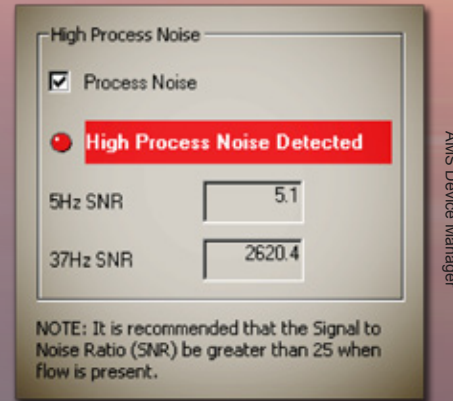 High Process Noise
Process Noise
High Process Noise Detected
5Hz SNR
5.1
37Hz SNR
2620.4
NOTE: It is recommended that the Signal to
Noise Ratio (SNR) be greater than 25 when
flow is present.
AMS Device Manager